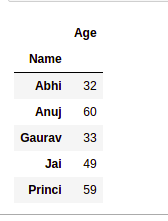 Age
Name
Abhi 32
Anuj 60
Gaurav 33
Jai 49
Princi 59